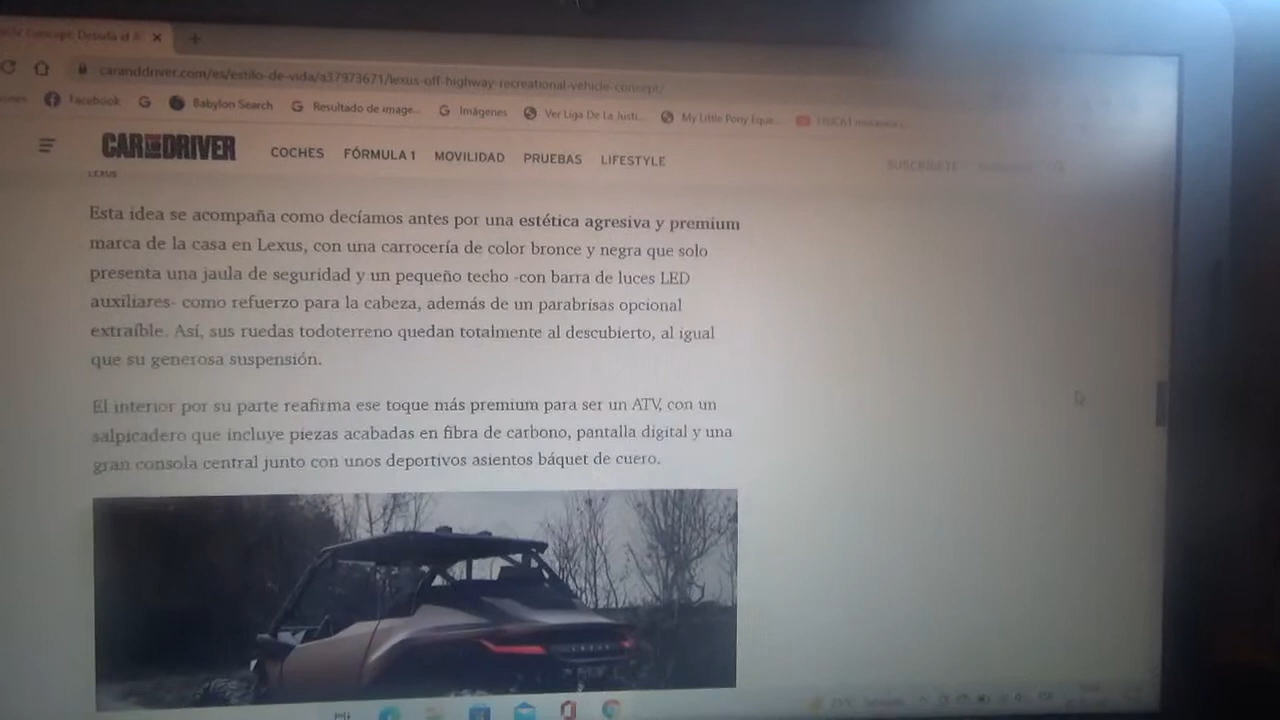 caranddriver.com/es/estilo-de-vida/a37973671/lexus-off-highway-recreational-vehicle-concept/
Facebook G Babylon Search G Resultado de image... G Imágenes Ver Liga De La Justi... My Little Pony Eque...
CAR AND DRIVER COCHES FÓRMULA 1 MOVILIDAD PRUEBAS LIFESTYLE SUSCRÍBETE
LEXUS
Esta idea se acompaña como decíamos antes por una estética agresiva y premium
marca de la casa en Lexus, con una carrocería de color bronce y negra que solo
presenta una jaula de seguridad y un pequeño techo -con barra de luces LED
auxiliares- como refuerzo para la cabeza, además de un parabrisas opcional
extraíble. Así, sus ruedas todoterreno quedan totalmente al descubierto, al igual
que su generosa suspensión.
El interior por su parte reafirma ese toque más premium para ser un ATV, con un
salpicadero que incluye piezas acabadas en fibra de carbono, pantalla digital y una
gran consola central junto con unos deportivos asientos báquet de cuero.
LEXUS